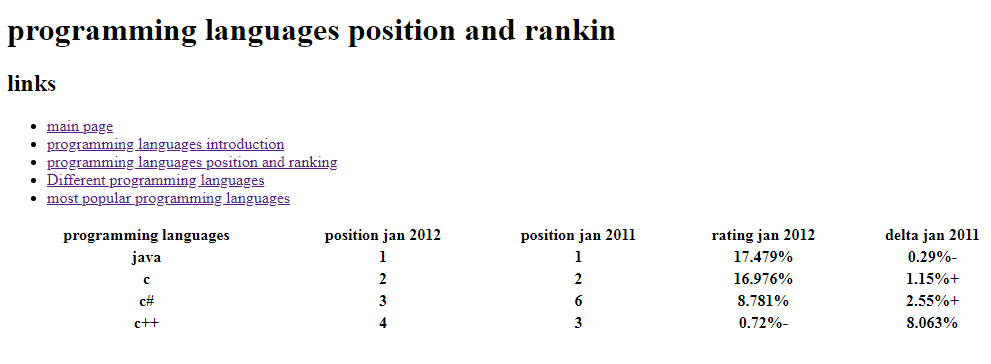 programming languages position and rankin
links
main page
programming languages introduction
programming languages position and ranking
Different programming languages
most popular programming languages
programming languages position jan 2012 position jan 2011 rating jan 2012 delta jan 2011
java 1 1 17.479% 0.29%-
c 2 2 16.976% 1.15%+
c# 3 6 8.781% 2.55%+
c++ 4 3 0.72%- 8.063%